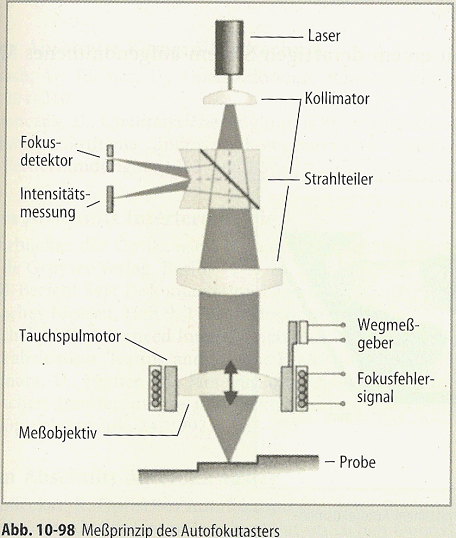 Laser
Kollimator
Fokus-
detektor
Intensitäts-
messung
Strahlteiler
Wegmeß-
geber
Tauchspulmotor
Fokusfehler-
signal
Meßobjektiv
Probe
Abb. 10-98 Meßprinzip des Autofokutasters